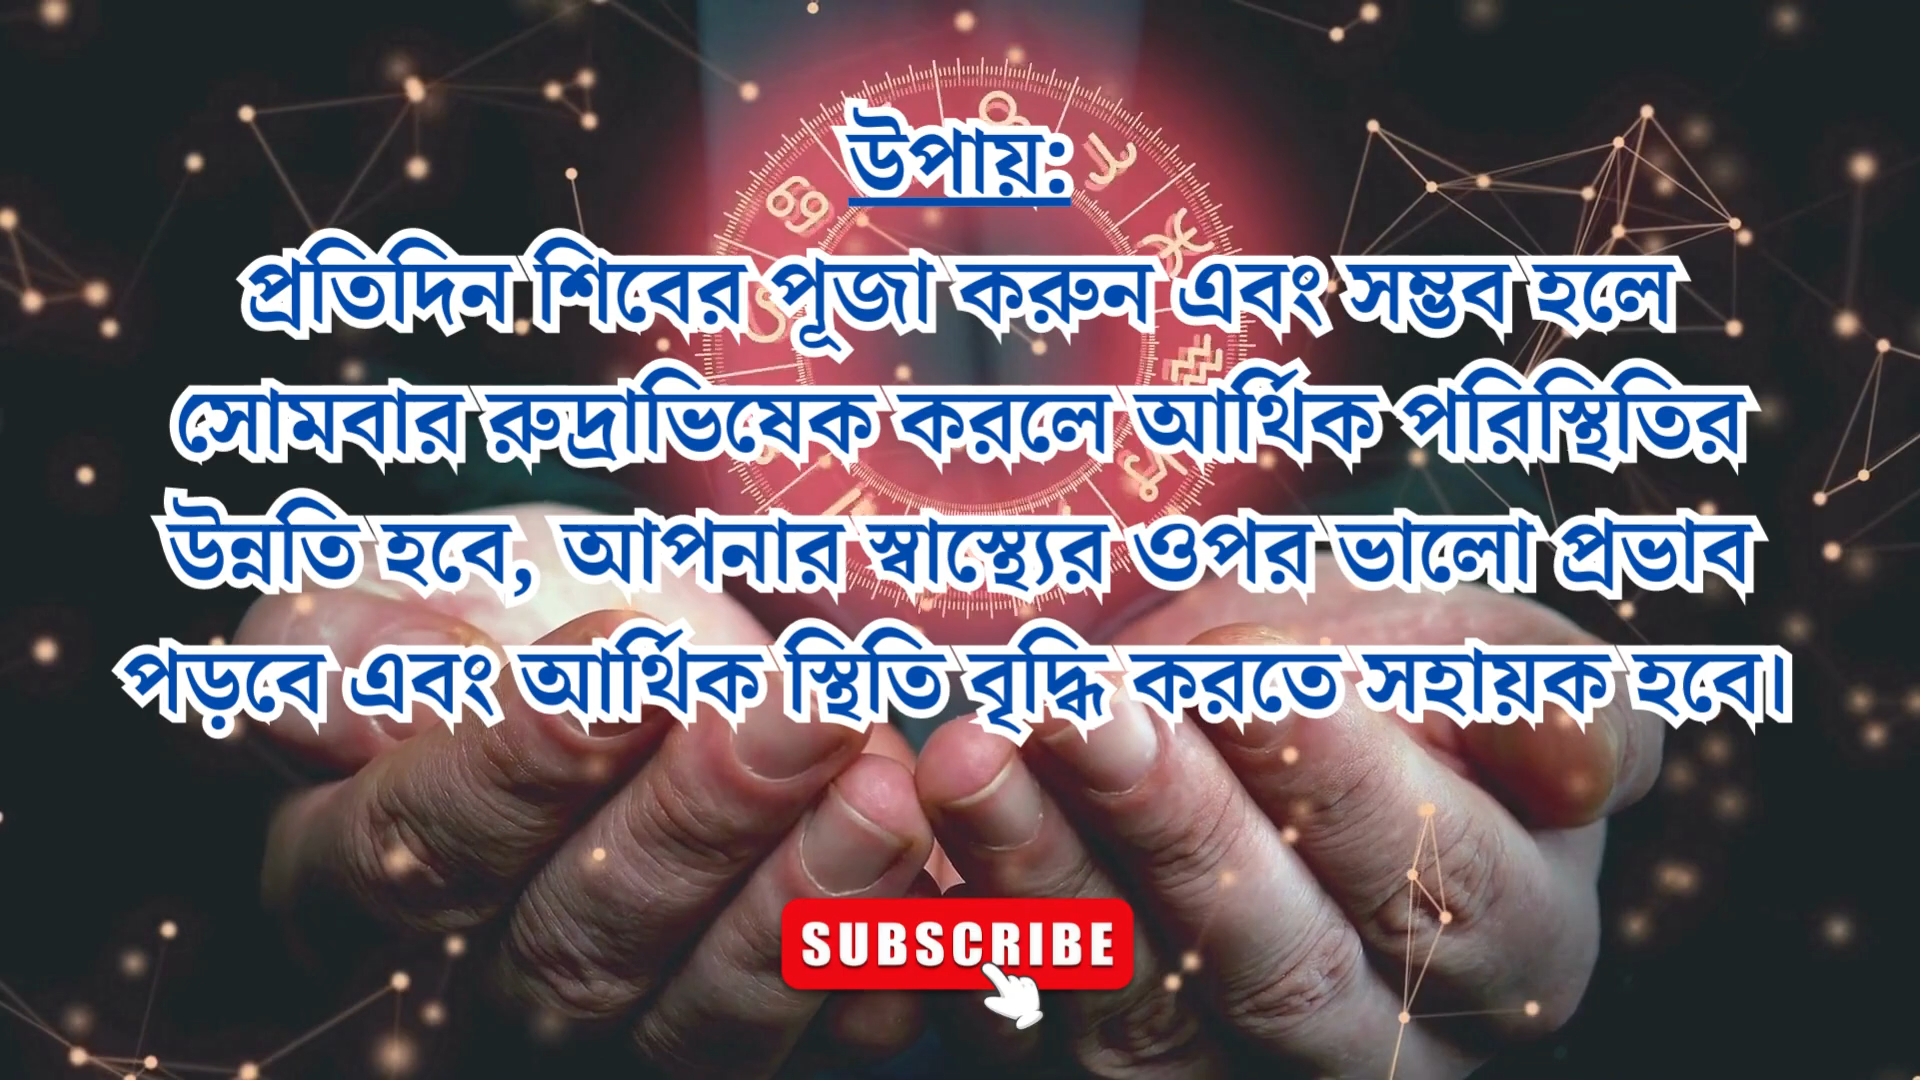 উপায়:
প্রতিদিন শিবের পূজা করুন এবং সম্ভব হলে
সোমবার রুদ্রাভিষেক করলে আর্থিক পরিস্থিতির
উন্নতি হবে, আপনার স্বাস্থ্যের ওপর ভালো প্রভাব
পড়বে এবং আর্থিক স্থিতি বৃদ্ধি করতে সহায়ক হবে।
SUBSCRIBE